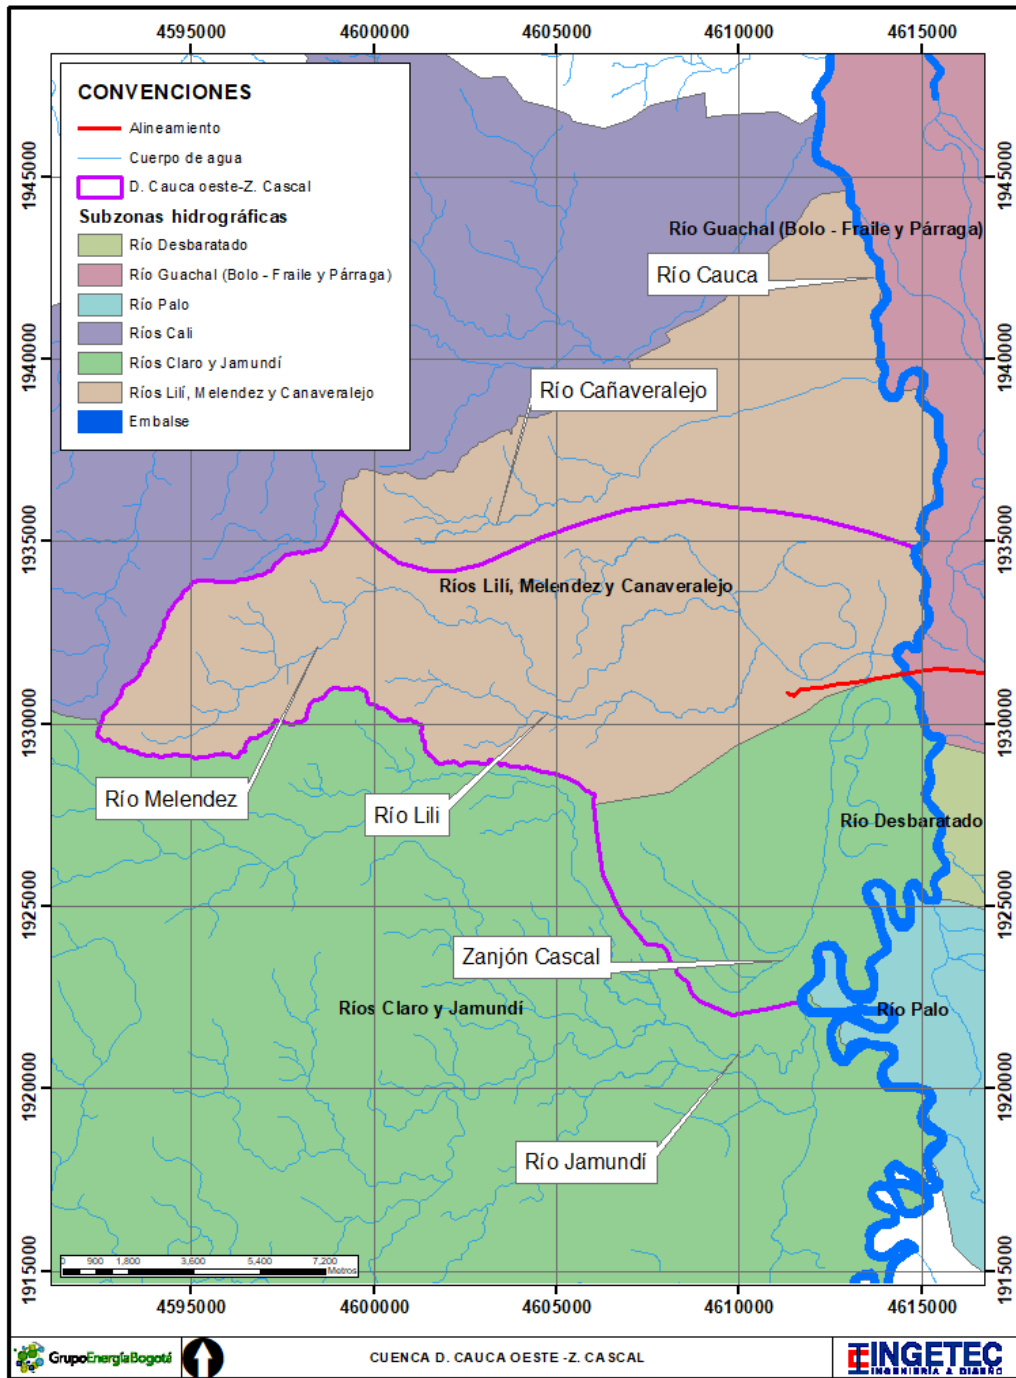 4595000 4600000 4605000 4610000 4615000
CONVENCIONES
Alineamiento
Cuerpo de agua
D. Cauca oeste-Z. Cascal
Subzonas hidrográficas
Río Desbaratado
Río Guachal (Bolo - Fraile y Párraga)
Río Palo
Ríos Cali
Ríos Claro y Jamundí
Ríos Lilí, Melendez y Canaveralejo
Embalse
1945000 1945000
Río Guachal (Bolo - Fraile y Párraga)
Río Cauca
1940000 1940000
Río Cañaveralejo
1935000 1935000
Ríos Lilí, Melendez y Canaveralejo
1930000 1930000
Río Melendez
Río Lili
Río Desbaratado
1925000 1925000
Zanjón Cascal
Ríos Claro y Jamundí
Río Palo
1920000 1920000
Río Jamundí
0 900 1,800 3,600 5,400 7,200
Metros
1915000 1915000
4595000 4600000 4605000 4610000 4615000
GrupoEnergíaBogotá
CUENCA D. CAUCA OESTE -Z. CASCAL
INGETEC
INGENIERÍA & DISEÑO